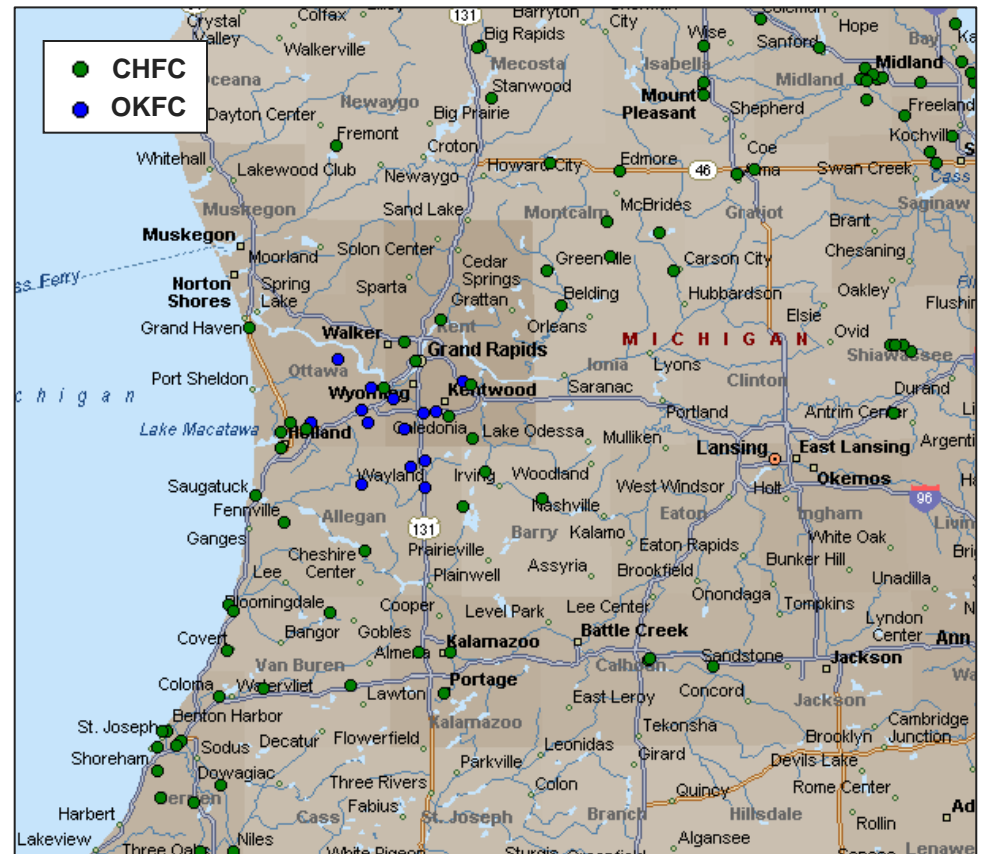 CHFC
OKFC
Crystal
Valley
Colfax
131
Barryton
City
Coleman
Hope
Bay
Walkerville
Big Rapids
Wise
Sanford
Oceana
Mecosta
Isabella
Midland
Midland
Newaygo
Stanwood
Mount
Pleasant
Shepherd
Freeland
Dayton Center
Big Prairie
Fremont
Kochville
Croton
Coe
Whitehall
Lakewood Club
Newaygo
Howard City
Edmore
46
Swan Creek
Cass
Muskegon
Sand Lake
Montcalm
McBrides
Gratiot
Saginaw
Brant
Muskegon
Moorland
Solon Center
Chesaning
Cedar
Springs
Greenville
Carson City
Norton
Shores
Spring
Lake
Sparta
Grattan
Belding
Hubbardson
Oakley
Elsie
Grand Haven
Walker
Kent
Orleans
MICHIGAN
Ovid
Grand Rapids
Ionia
Lyons
Shiawassee
Port Sheldon
Ottawa
Wyoming
Kentwood
Saranac
Clinton
Durand
chigan
Portland
Antrim Center
Lake Macatawa
Holland
Caledonia
Lake Odessa
Mulliken
Lansing
East Lansing
Wayland
Irving
Woodland
West Windsor
Holt
Okemos
96
Saugatuck
Fennville
Allegan
131
Nashville
Eaton
Ingham
Ganges
Barry
Kalamo
White Oak
Cheshire
Center
Prairieville
Eaton Rapids
Bunker Hill
Lee
Plainwell
Assyria
Brookfield
Unadilla
Bloomingdale
Cooper
Level Park
Lee Center
Onondaga
Tompkins
Lyndon
Center
Covert
Bangor
Gobles
Almena
Kalamazoo
Battle Creek
Ann
Van Buren
Calhoun
Sandstone
Jackson
Coloma
Watervliet
Lawton
Portage
East Leroy
Concord
Jackson
Benton Harbor
St. Joseph
Kalamazoo
Tekonsha
Cambridge
Junction
Shoreham
Sodus
Decatur
Flowerfield
Leonidas
Girard
Brooklyn
Devils Lake
Parkville
Dowagiac
Three Rivers
Colon
Quincy
Rome Center
Berrien
Fabius
Harbert
Cass
St. Joseph
Branch
Hillsdale
Rollin
Lakeview
Three Oaks
Niles
White Pigeon
Sturgis
Algansee
Lenawe